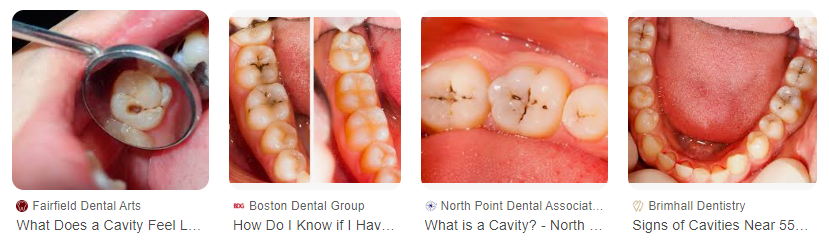 Fairfield Dental Arts
What Does a Cavity Feel L...
BDG Boston Dental Group
How Do I Know if I Hav...
North Point Dental Associat...
What is a Cavity? - North ...
Brimhall Dentistry
Signs of Cavities Near 55...